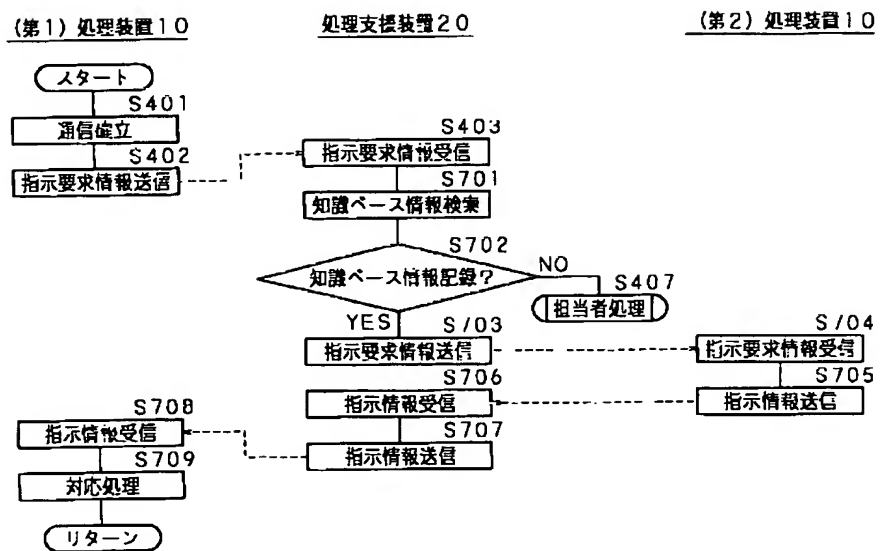 (第1)処理装置10
処理支援装置20
(第2)処理装置10
スタート
S401
通信確立
S402
指示要求情報送信
S403
指示要求情報受信
S701
知識ベース情報検索
S702
知識ベース情報記録?
NO
S407
担当者処理
YES
S703
指示要求情報送信
S704
指示要求情報受信
S705
指示情報送信
S706
指示情報受信
S707
指示情報送信
S708
指示情報受信
S709
対応処理
リターン